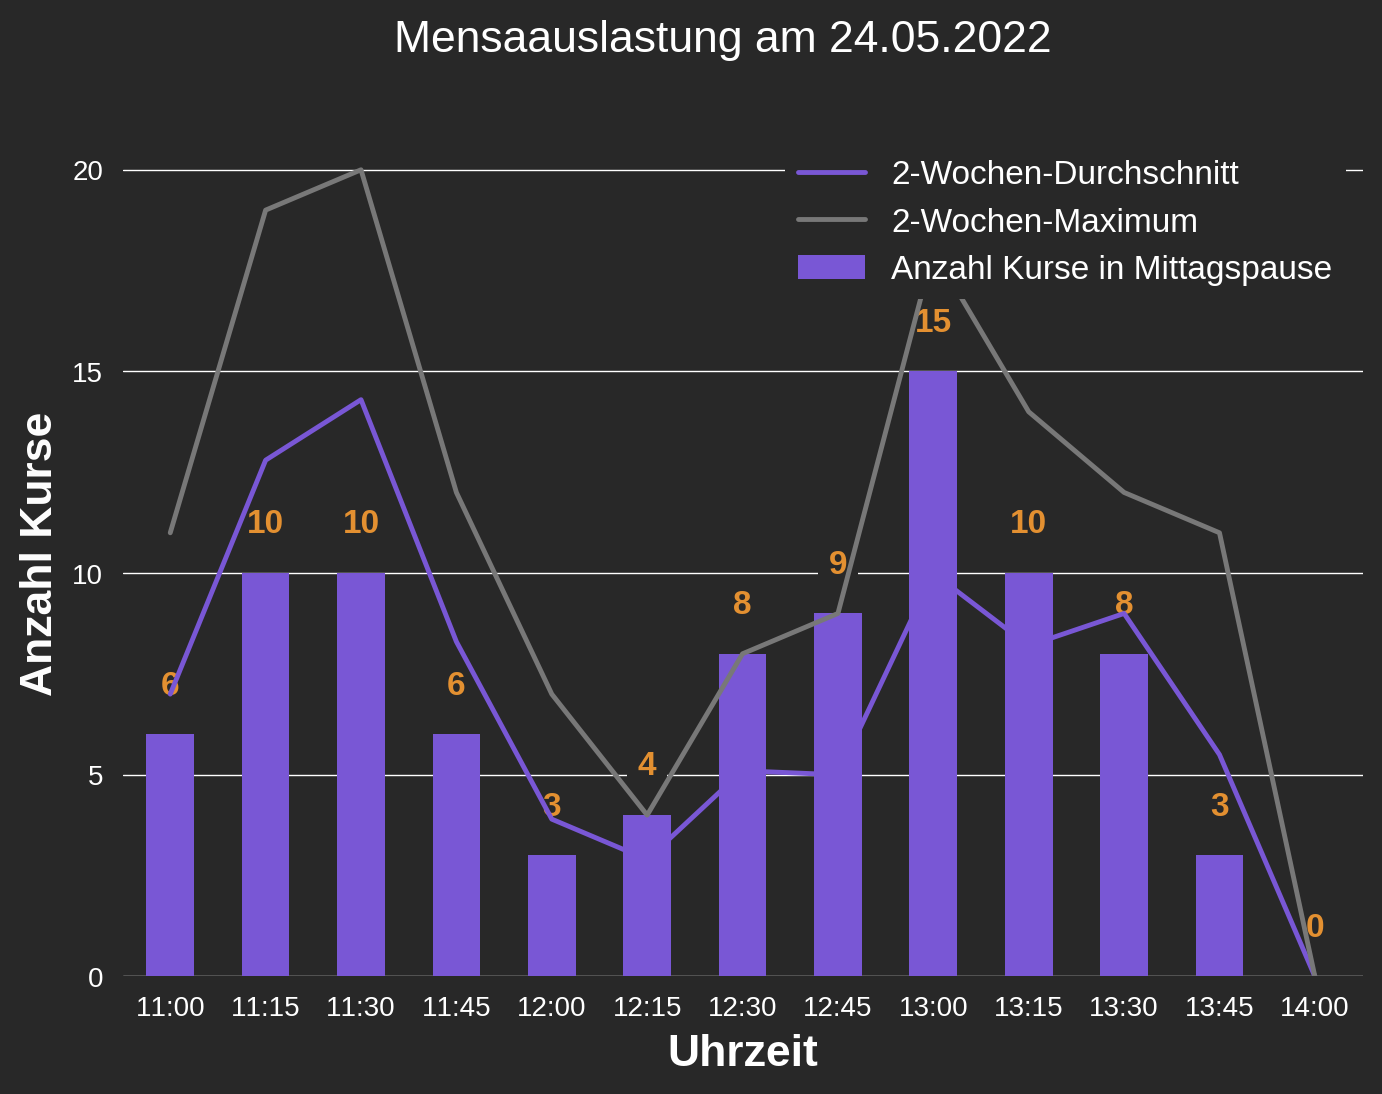 Mensaauslastung am 24.05.2022
2-Wochen-Durchschnitt
2-Wochen-Maximum
Anzahl Kurse in Mittagspause
Anzahl Kurse
20
15
10
5
0
6
10
10
6
3
4
8
9
15
10
8
3
0
11:00 11:15 11:30 11:45 12:00 12:15 12:30 12:45 13:00 13:15 13:30 13:45 14:00
Uhrzeit